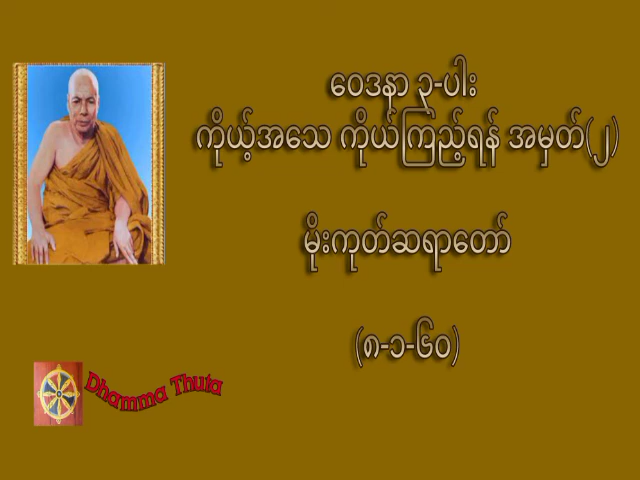 ဝေဒနာ ၃-ပါး
ကိုယ့်အသေ ကိုယ်ကြည့်ရန် အမှတ်(၂)
မိုးကုတ်ဆရာတော်
(၈-၁-၆၀)
Dhamma Thuta